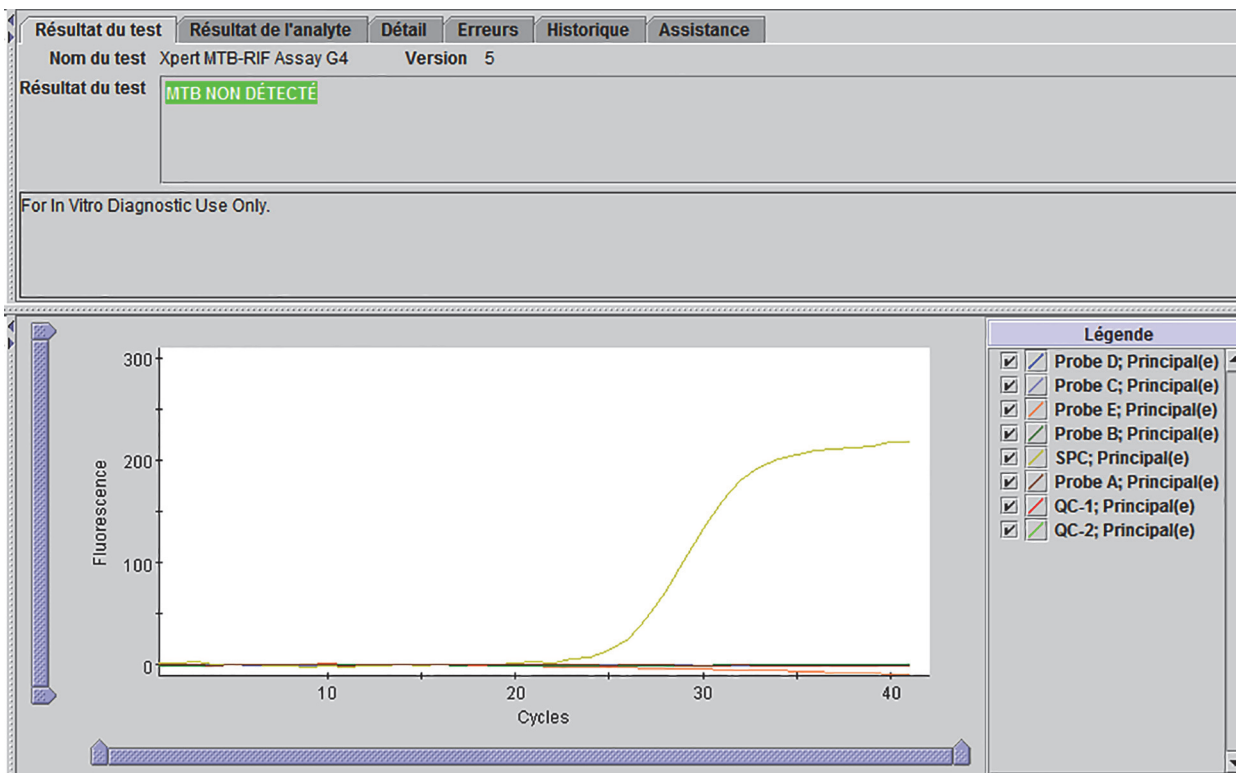 Résultat du test Résultat de l'analyte Détail Erreurs Historique Assistance
Nom du test Xpert MTB-RIF Assay G4 Version 5
Résultat du test MTB NON DÉTECTÉ
For In Vitro Diagnostic Use Only.
Légende
Probe D; Principal(e)
Probe C; Principal(e)
Probe E; Principal(e)
Probe B; Principal(e)
SPC; Principal(e)
Probe A; Principal(e)
QC-1; Principal(e)
QC-2; Principal(e)
300
200
100
0
Fluorescence
10 20 30 40
Cycles